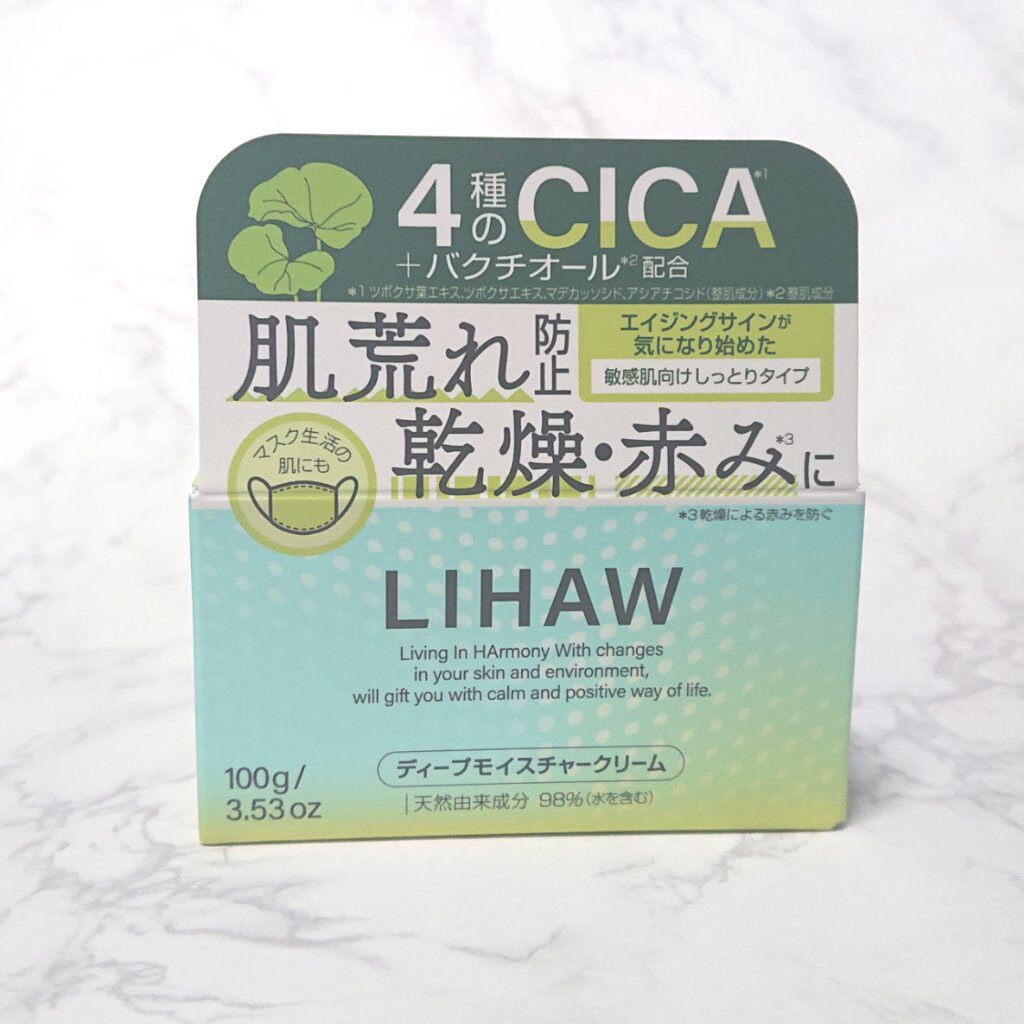 4種のCICA*1
＋バクチオール*2配合
*1 ツボクサ葉エキス、ツボクサエキス、マデカッソシド、アシアチコシド（整肌成分） *2 整肌成分
肌荒れ防止
エイジングサインが
気になり始めた
敏感肌向けしっとりタイプ
マスク生活の
肌にも
乾燥・赤み*3に
*3 乾燥による赤みを防ぐ
LIHAW
Living In HArmony With changes
in your skin and environment,
will gift you with calm and positive way of life.
ディープモイスチャークリーム
天然由来成分 98%（水を含む）
100g/
3.53oz